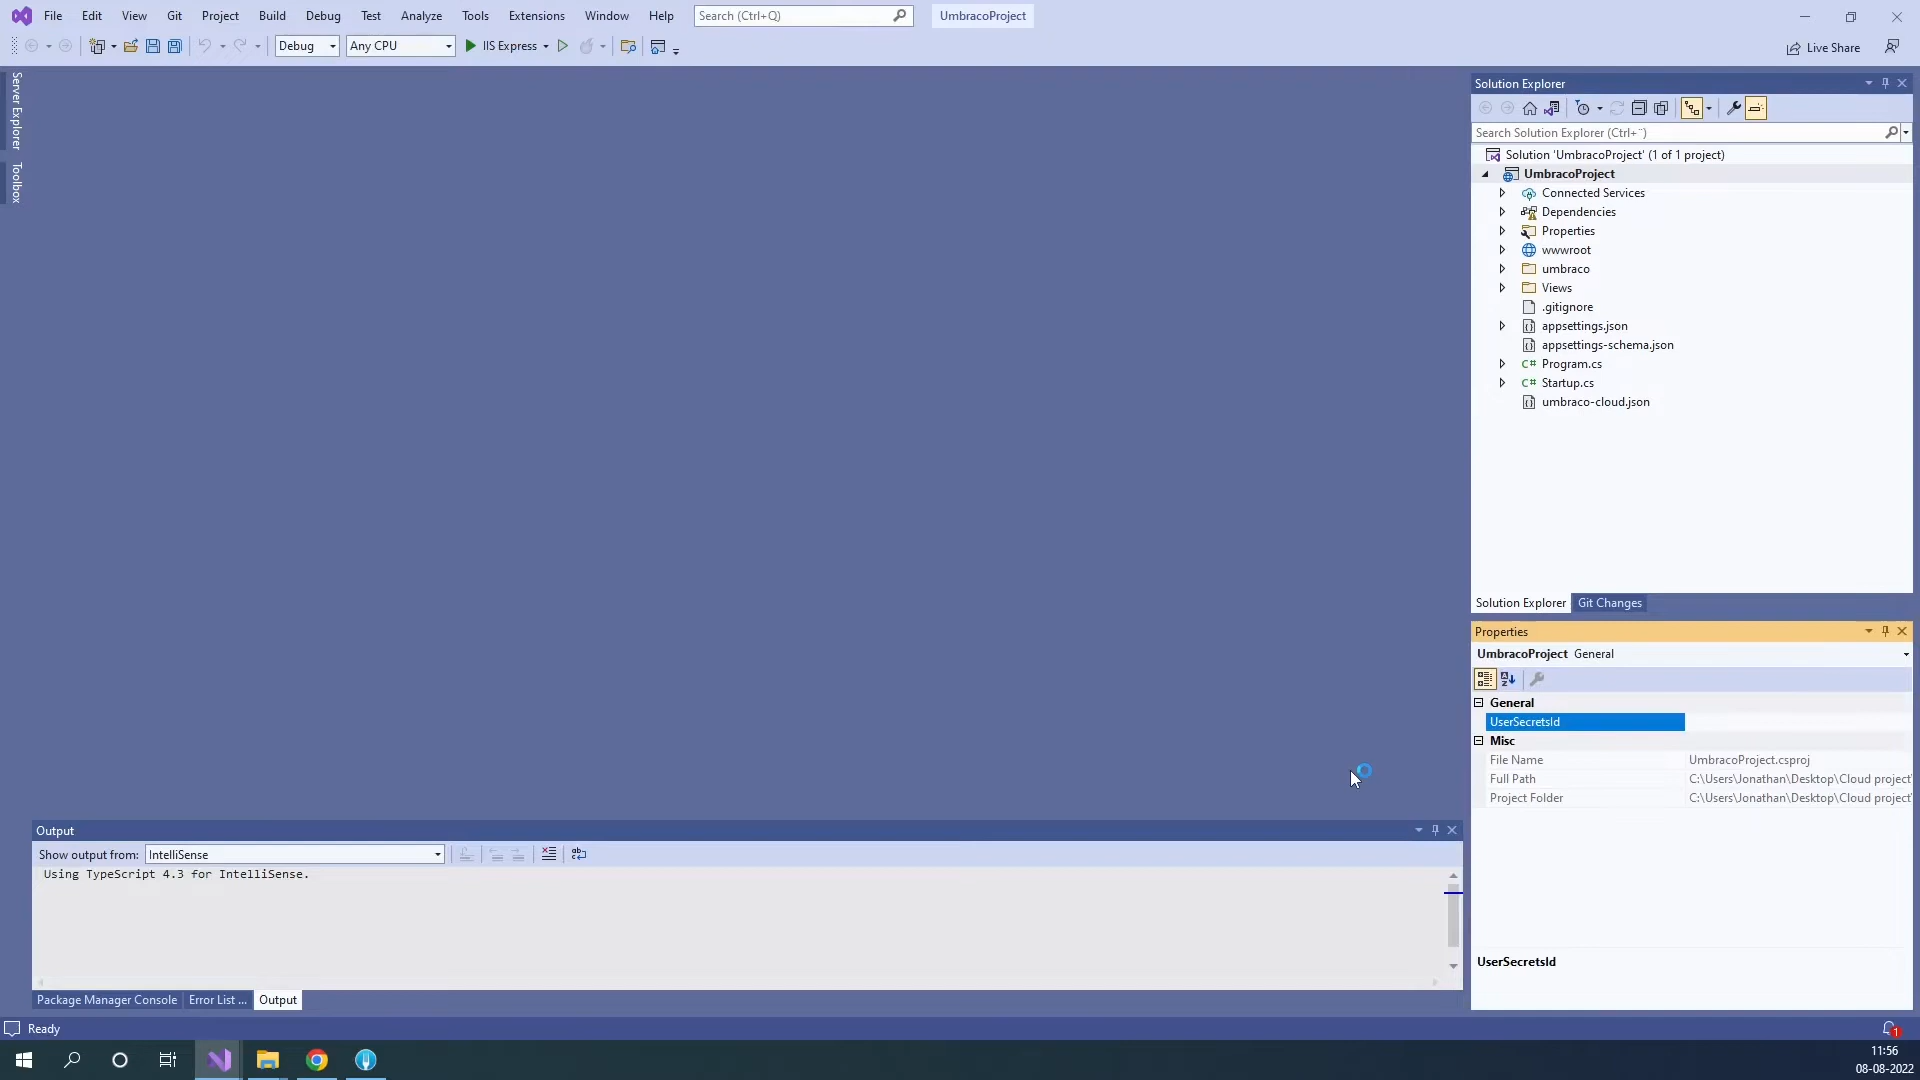 File Edit View Git Project Build Debug Test Analyze Tools Extensions Window Help Search (Ctrl+Q) UmbracoProject
Debug Any CPU IIS Express Live Share
Server Explorer
Toolbox
Solution Explorer
Search Solution Explorer (Ctrl+¨)
Solution 'UmbracoProject' (1 of 1 project)
UmbracoProject
Connected Services
Dependencies
Properties
wwwroot
umbraco
Views
.gitignore
appsettings.json
appsettings-schema.json
C# Program.cs
C# Startup.cs
umbraco-cloud.json
Solution Explorer Git Changes
Properties
UmbracoProject General
General
UserSecretsId
Misc
File Name UmbracoProject.csproj
Full Path C:\Users\Jonathan\Desktop\Cloud project\
Project Folder C:\Users\Jonathan\Desktop\Cloud project\
UserSecretsId
Output
Show output from: IntelliSense
Using TypeScript 4.3 for IntelliSense.
Package Manager Console Error List ... Output
Ready
1
11:56
08-08-2022